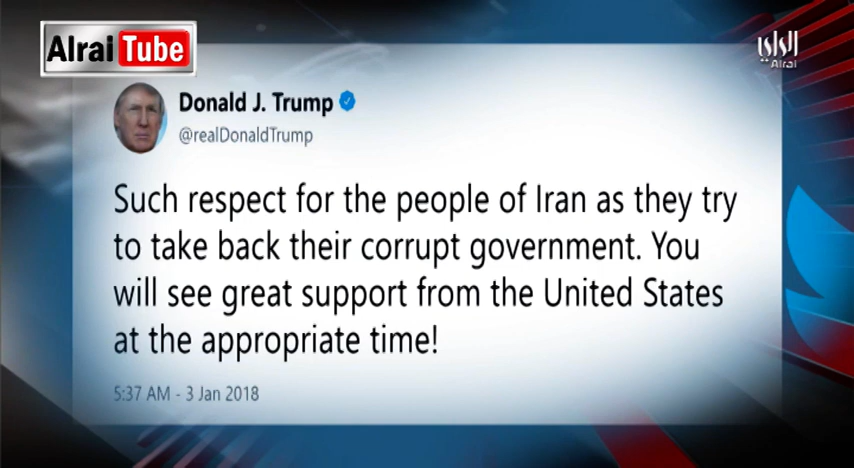 Alrai Tube
الراي
Alrai
Donald J. Trump
@realDonaldTrump
Such respect for the people of Iran as they try
to take back their corrupt government. You
will see great support from the United States
at the appropriate time!
5:37 AM - 3 Jan 2018